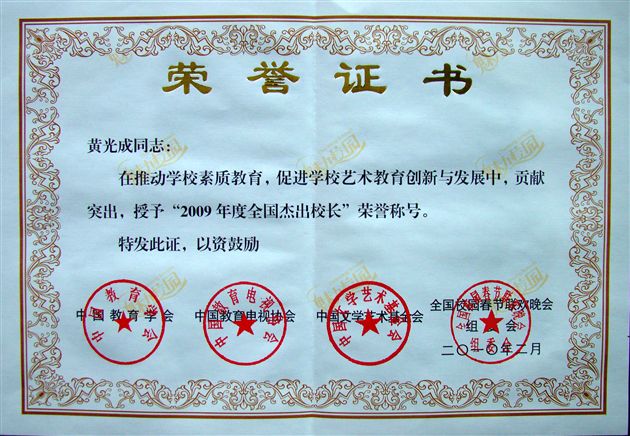 荣誉证书
黄光成同志：
在推动学校素质教育，促进学校艺术教育创新与发展中，贡献
突出，授予“2009年度全国杰出校长”荣誉称号。
特发此证，以资鼓励
中国教育学会
中国教育电视协会
中国文学艺术基金会
全国校园春节联欢晚会
组委会
二〇一〇年二月